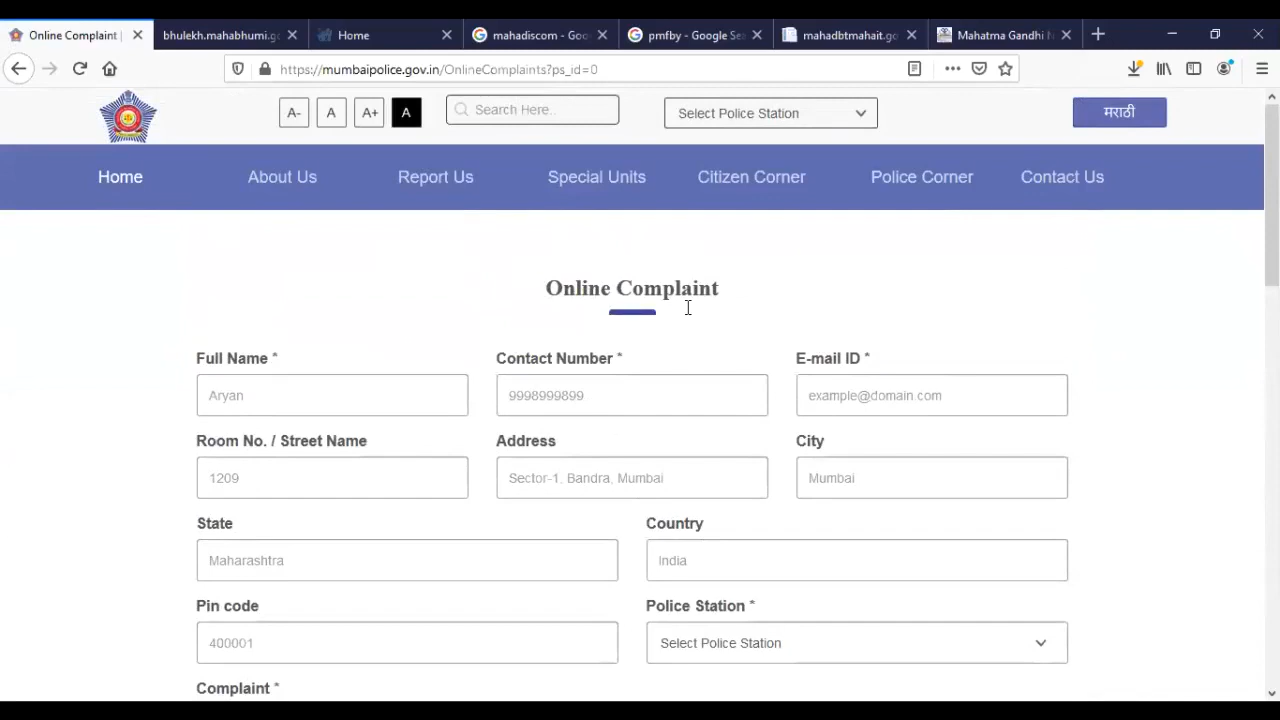 Online Complaint |
bhulekh.mahabhumi.g
Home
mahadiscom - Goo
pmfby - Google Sea
mahadbtmahait.go
Mahatma Gandhi N
https://mumbaipolice.gov.in/OnlineComplaints?ps_id=0
A-
A
A+
A
Search Here..
Select Police Station
मराठी
Home
About Us
Report Us
Special Units
Citizen Corner
Police Corner
Contact Us
Online Complaint
Full Name *
Contact Number *
E-mail ID *
Aryan
9998999899
example@domain.com
Room No. / Street Name
Address
City
1209
Sector-1, Bandra, Mumbai
Mumbai
State
Country
Maharashtra
India
Pin code
Police Station *
400001
Select Police Station
Complaint *